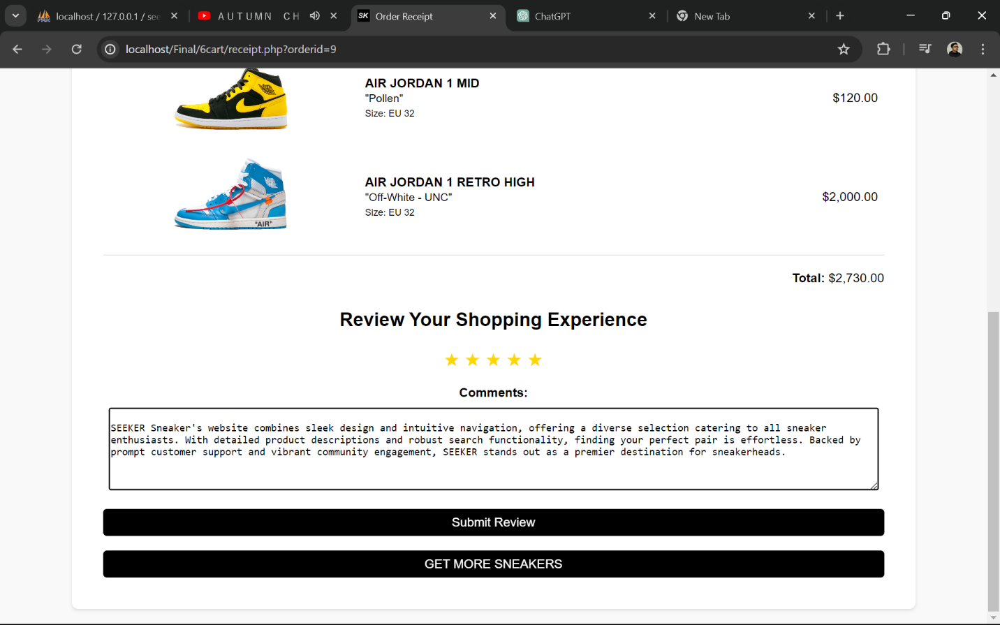 localhost / 127.0.0.1 / see
A U T U M N C H
SK Order Receipt
ChatGPT
New Tab
localhost/Final/6cart/receipt.php?orderid=9
AIR JORDAN 1 MID
"Pollen"
Size: EU 32
$120.00
AIR JORDAN 1 RETRO HIGH
"Off-White - UNC"
Size: EU 32
$2,000.00
"AIR"
Total: $2,730.00
Review Your Shopping Experience
Comments:
SEEKER Sneaker's website combines sleek design and intuitive navigation, offering a diverse selection catering to all sneaker
enthusiasts. With detailed product descriptions and robust search functionality, finding your perfect pair is effortless. Backed by
prompt customer support and vibrant community engagement, SEEKER stands out as a premier destination for sneakerheads.
Submit Review
GET MORE SNEAKERS